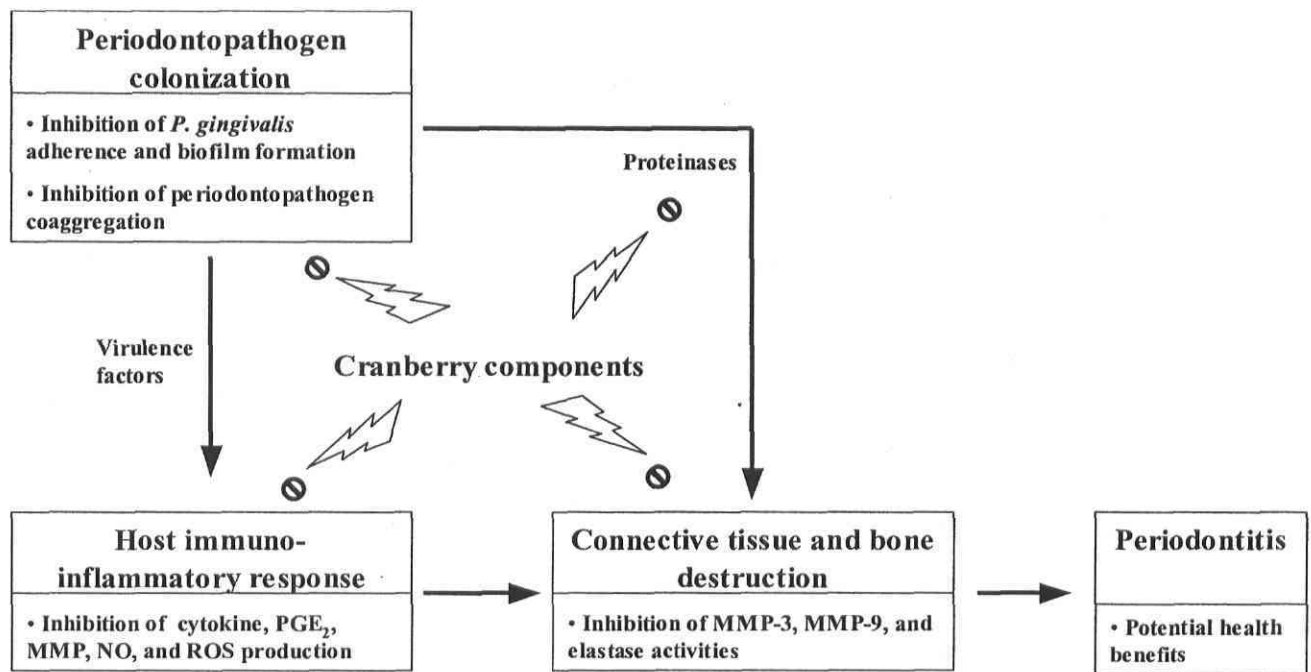 Periodontopathogen
colonization
• Inhibition of P. gingivalis
adherence and biofilm formation
• Inhibition of periodontopathogen
coaggregation
Proteinases
Virulence
factors
Cranberry components
Host immuno-
inflammatory response
• Inhibition of cytokine, PGE₂,
MMP, NO, and ROS production
Connective tissue and bone
destruction
• Inhibition of MMP-3, MMP-9, and
elastase activities
Periodontitis
• Potential health
benefits